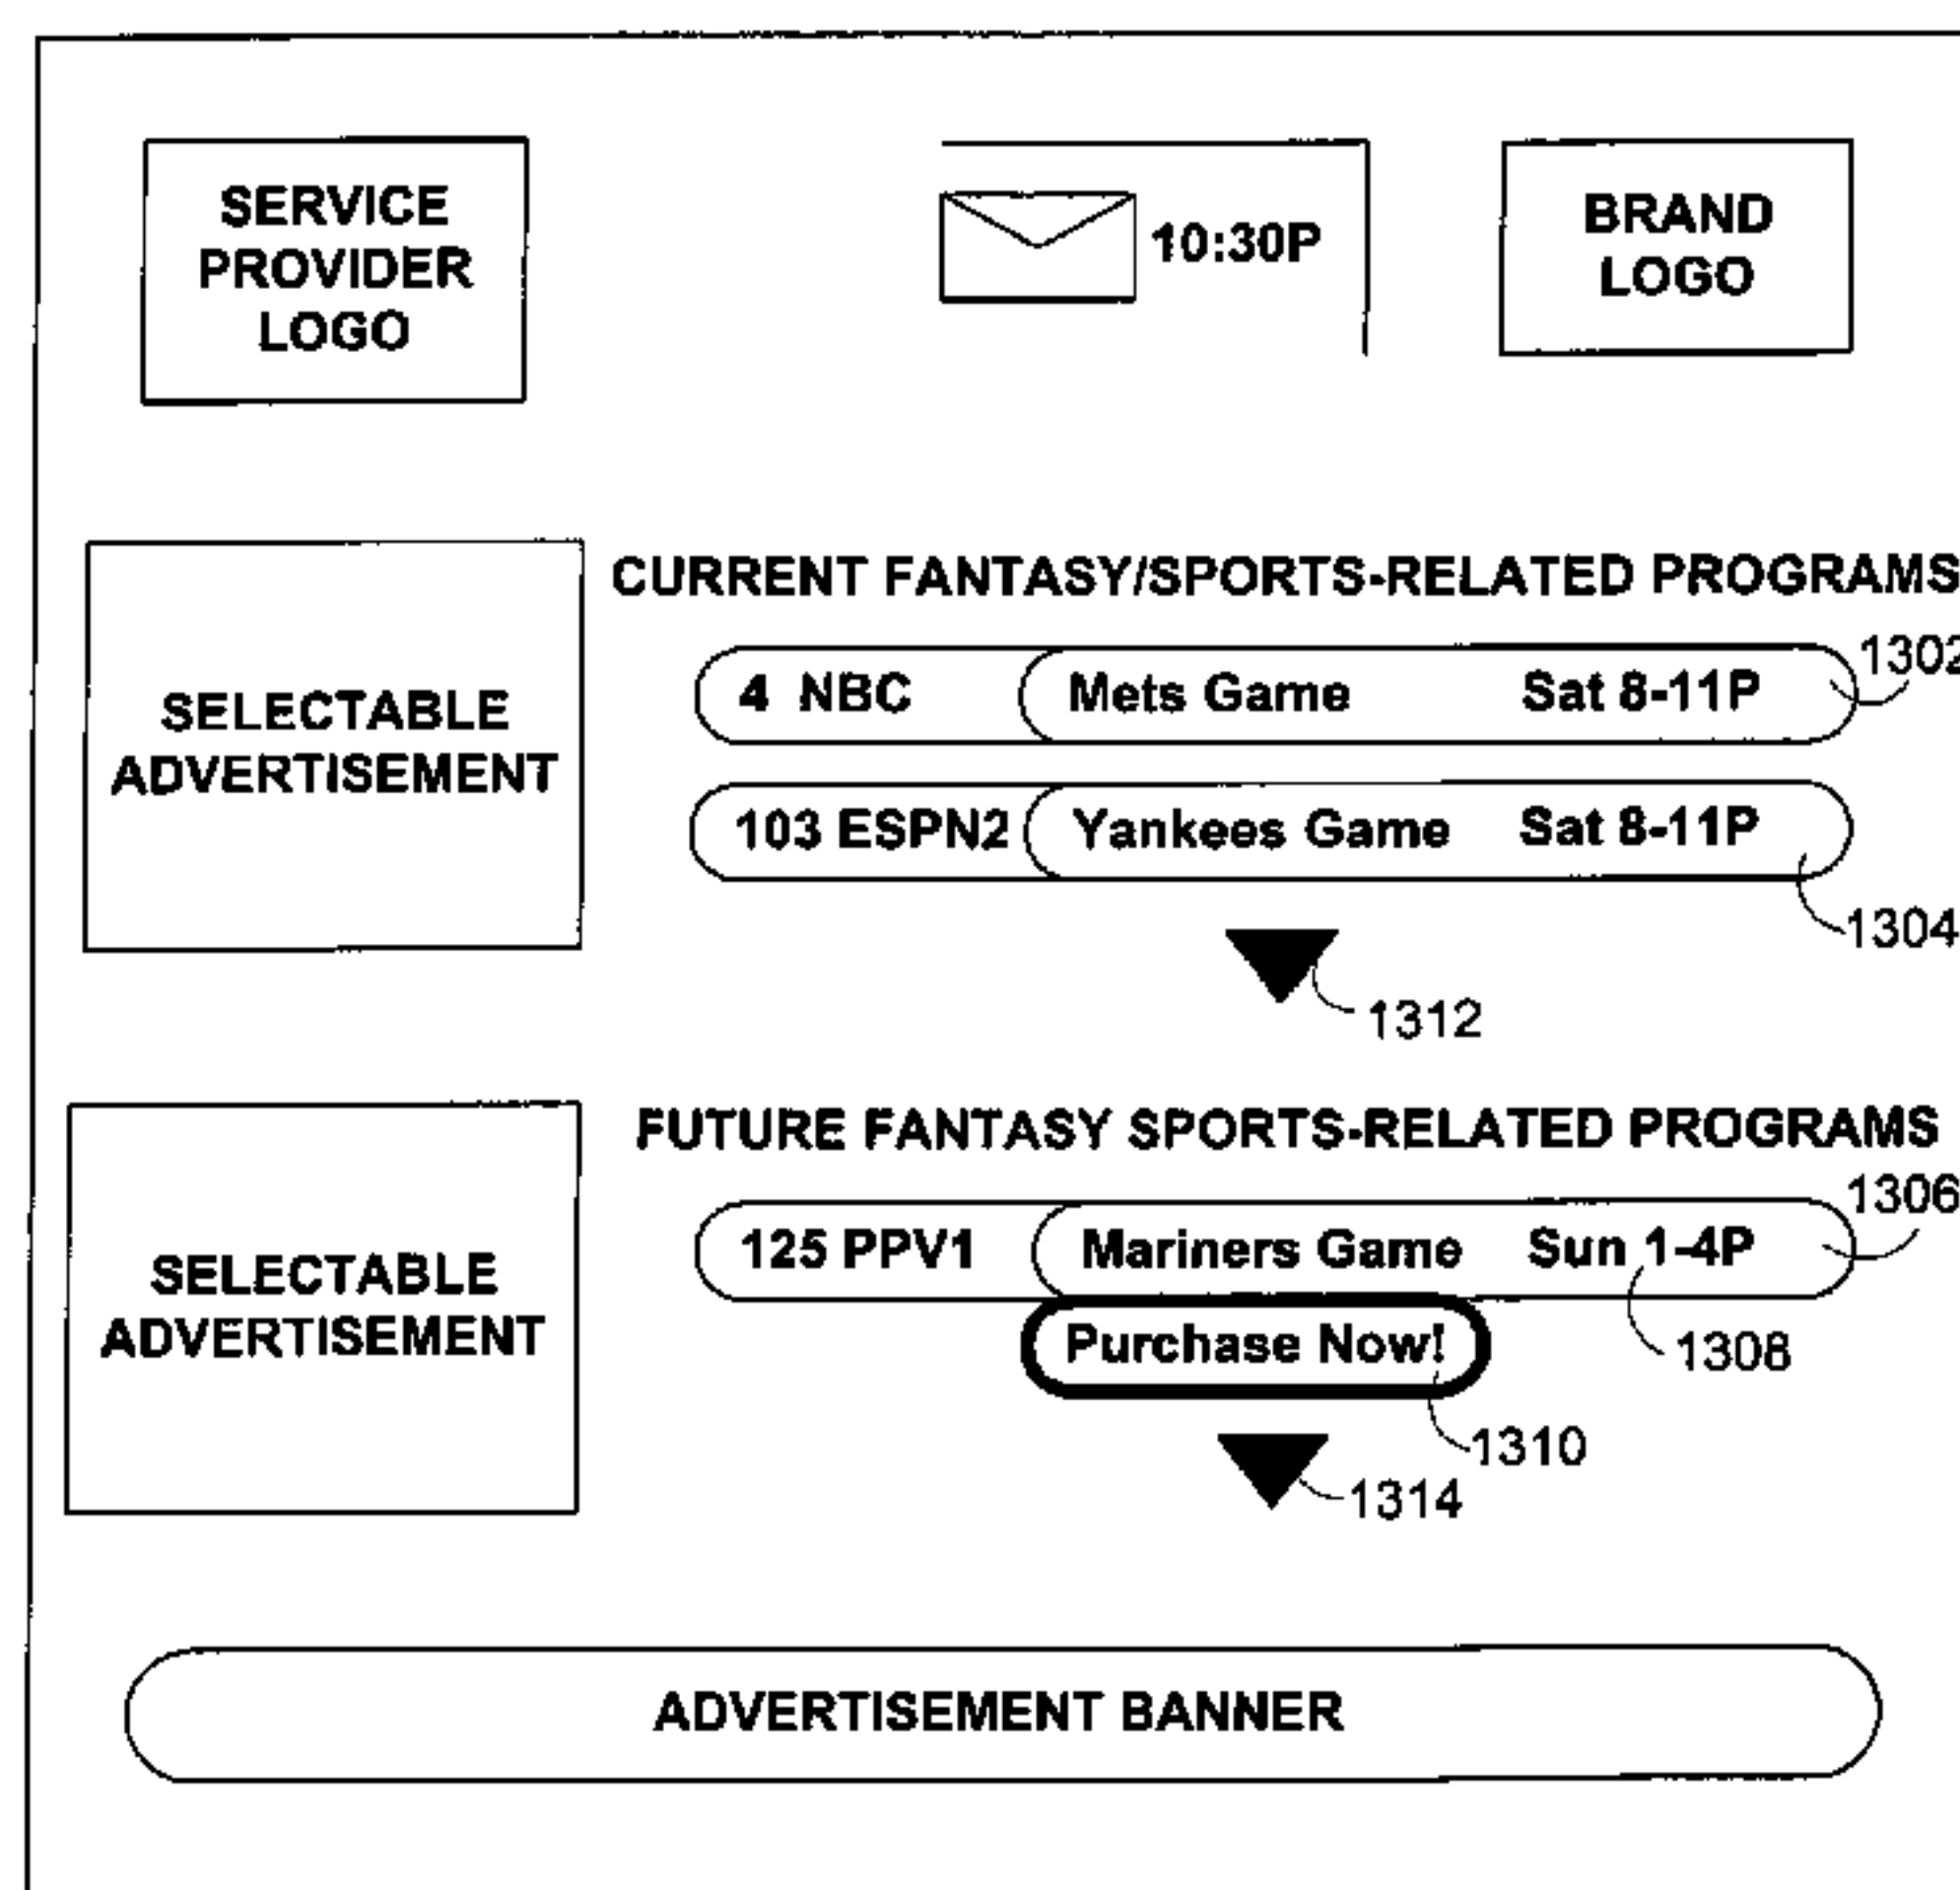 SERVICE
PROVIDER
LOGO
10:30P
BRAND
LOGO
SELECTABLE
ADVERTISEMENT
CURRENT FANTASY/SPORTS-RELATED PROGRAMS
1302
4 NBC Mets Game Sat 8-11P
103 ESPN2 Yankees Game Sat 8-11P
1304
1312
SELECTABLE
ADVERTISEMENT
FUTURE FANTASY SPORTS-RELATED PROGRAMS
1306
125 PPV1 Mariners Game Sun 1-4P
Purchase Now!
1308
1310
1314
ADVERTISEMENT BANNER